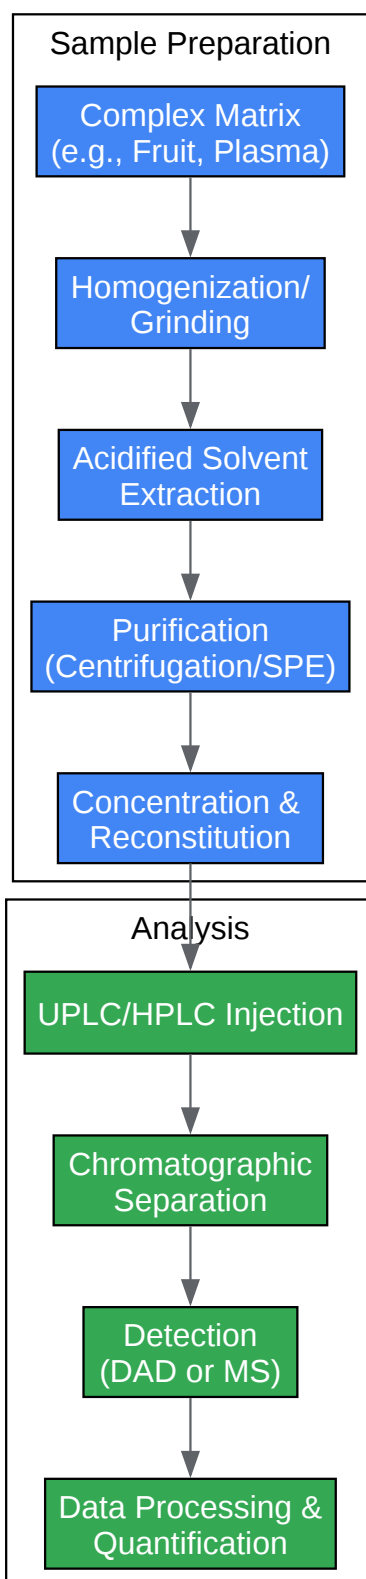 Sample Preparation
Complex Matrix
(e.g., Fruit, Plasma)
Homogenization/
Grinding
Acidified Solvent
Extraction
Purification
(Centrifugation/SPE)
Concentration &
Reconstitution
Analysis
UPLC/HPLC Injection
Chromatographic
Separation
Detection
(DAD or MS)
Data Processing &
Quantification